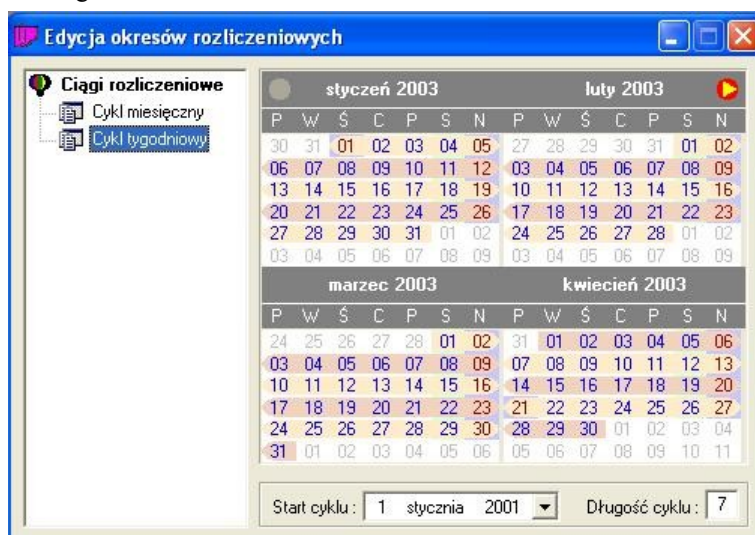 Edycja okresów rozliczeniowych
Ciągi rozliczeniowe
Cykl miesięczny
Cykl tygodniowy
styczeń 2003
P W Ś C P S N
30 31 01 02 03 04 05
06 07 08 09 10 11 12
13 14 15 16 17 18 19
20 21 22 23 24 25 26
27 28 29 30 31 01 02
03 04 05 06 07 08 09
luty 2003
P W Ś C P S N
27 28 29 30 31 01 02
03 04 05 06 07 08 09
10 11 12 13 14 15 16
17 18 19 20 21 22 23
24 25 26 27 28 01 02
03 04 05 06 07 08 09
marzec 2003
P W Ś C P S N
24 25 26 27 28 01 02
03 04 05 06 07 08 09
10 11 12 13 14 15 16
17 18 19 20 21 22 23
24 25 26 27 28 29 30
31 01 02 03 04 05 06
kwiecień 2003
P W Ś C P S N
31 01 02 03 04 05 06
07 08 09 10 11 12 13
14 15 16 17 18 19 20
21 22 23 24 25 26 27
28 29 30 01 02 03 04
05 06 07 08 09 10 11
Start cyklu : 1 stycznia 2001
Długość cyklu : 7